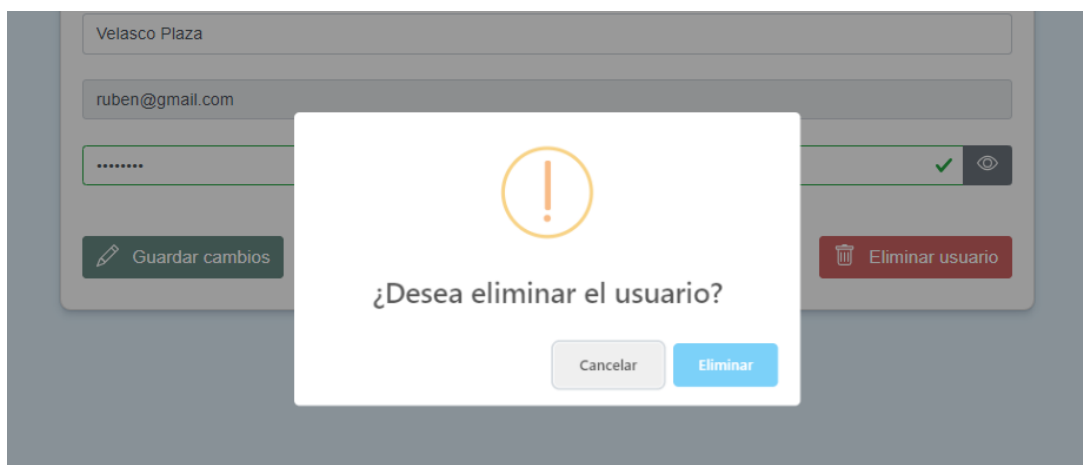 Velasco Plaza
ruben@gmail.com
••••••••
Guardar cambios
Eliminar usuario
¿Desea eliminar el usuario?
Cancelar
Eliminar